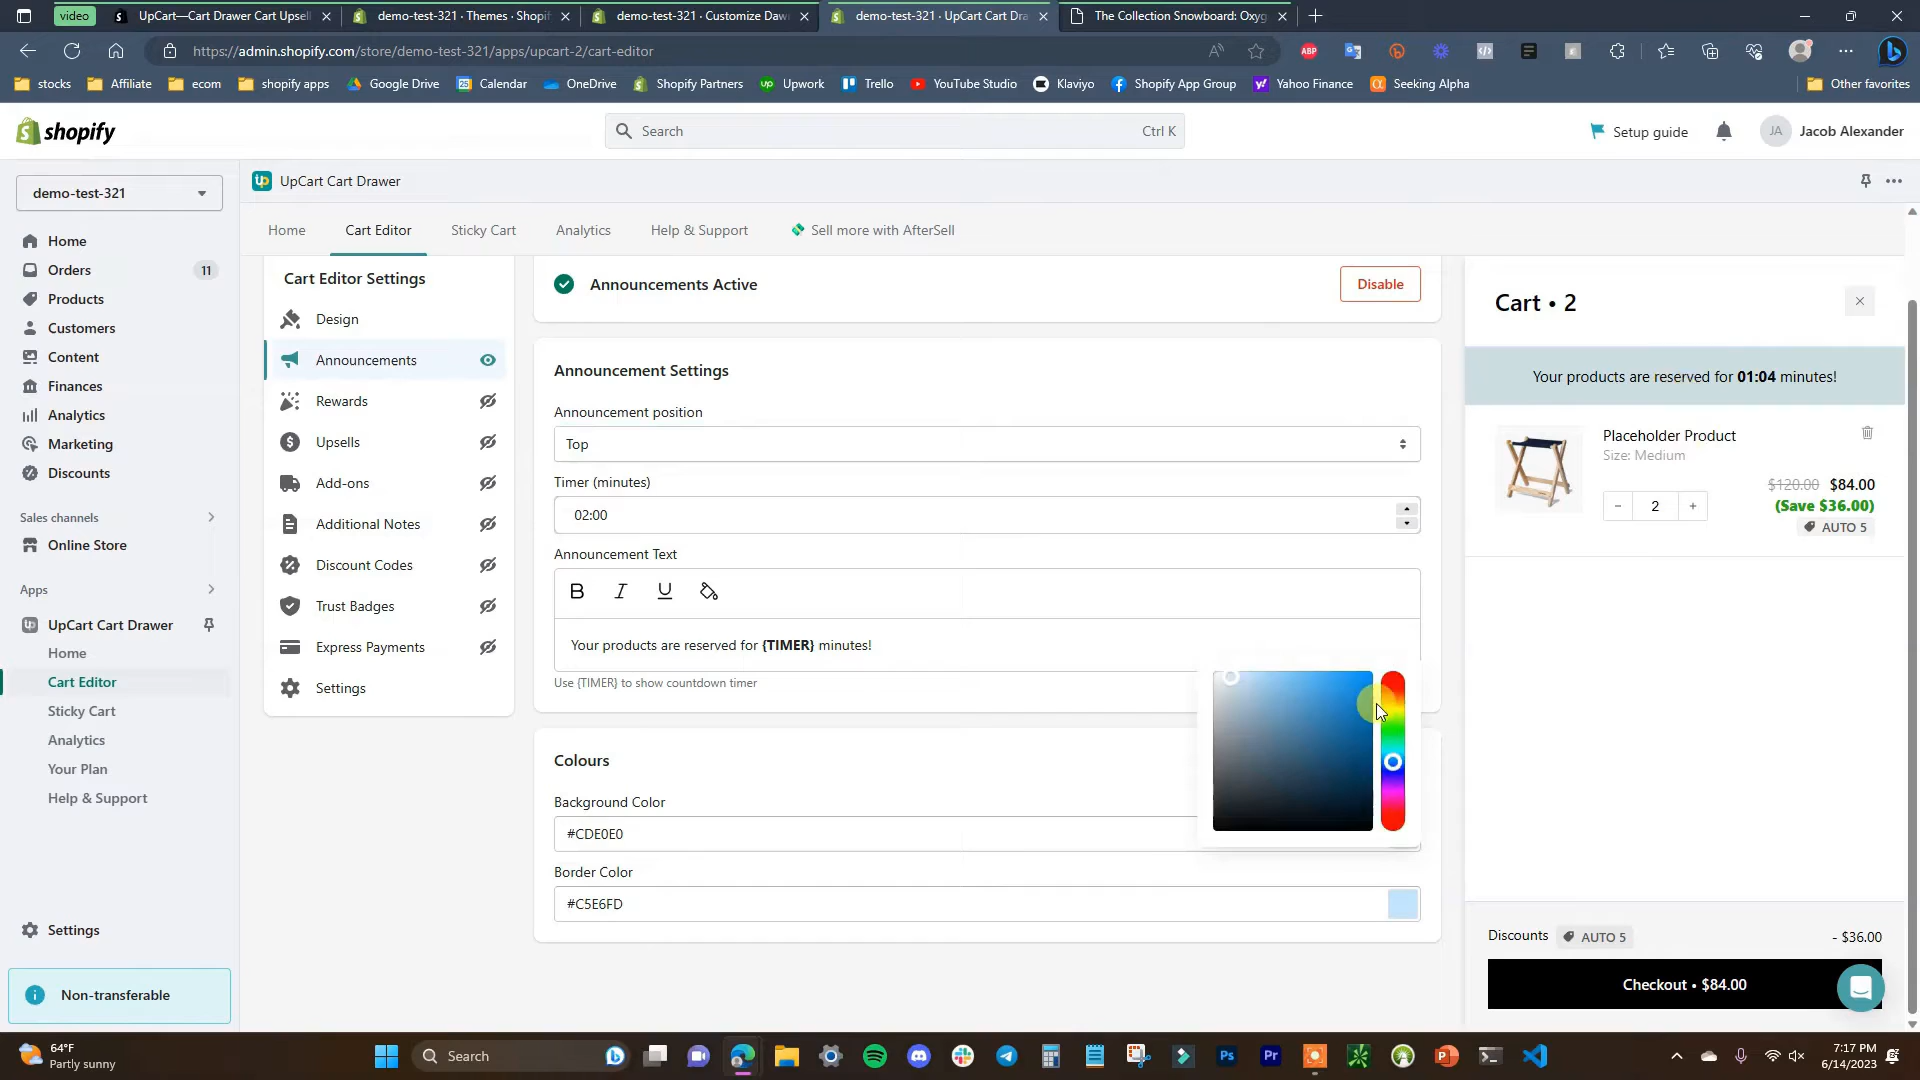 video
UpCart—Cart Drawer Cart Upsell
demo-test-321 · Themes · Shopif
demo-test-321 · Customize Daw
demo-test-321 · UpCart Cart Dra
The Collection Snowboard: Oxyg
https://admin.shopify.com/store/demo-test-321/apps/upcart-2/cart-editor
stocks
Affiliate
ecom
shopify apps
Google Drive
Calendar
OneDrive
Shopify Partners
Upwork
Trello
YouTube Studio
Klaviyo
Shopify App Group
Yahoo Finance
Seeking Alpha
Other favorites
shopify
Search
Ctrl K
Setup guide
JA
Jacob Alexander
demo-test-321
Home
Orders
11
Products
Customers
Content
Finances
Analytics
Marketing
Discounts
Sales channels
Online Store
Apps
UpCart Cart Drawer
Home
Cart Editor
Sticky Cart
Analytics
Your Plan
Help & Support
Settings
Non-transferable
UpCart Cart Drawer
Home
Cart Editor
Sticky Cart
Analytics
Help & Support
Sell more with AfterSell
Cart Editor Settings
Design
Announcements
Rewards
Upsells
Add-ons
Additional Notes
Discount Codes
Trust Badges
Express Payments
Settings
Announcements Active
Disable
Announcement Settings
Announcement position
Top
Timer (minutes)
02:00
Announcement Text
B I U
Your products are reserved for {TIMER} minutes!
Use {TIMER} to show countdown timer
Colours
Background Color
#CDE0E0
Border Color
#C5E6FD
Cart • 2
Your products are reserved for 01:04 minutes!
Placeholder Product
Size: Medium
$120.00 $84.00
(Save $36.00)
- 2 +
AUTO 5
Discounts
AUTO 5
- $36.00
Checkout • $84.00
64°F
Partly sunny
Search
7:17 PM
6/14/2023